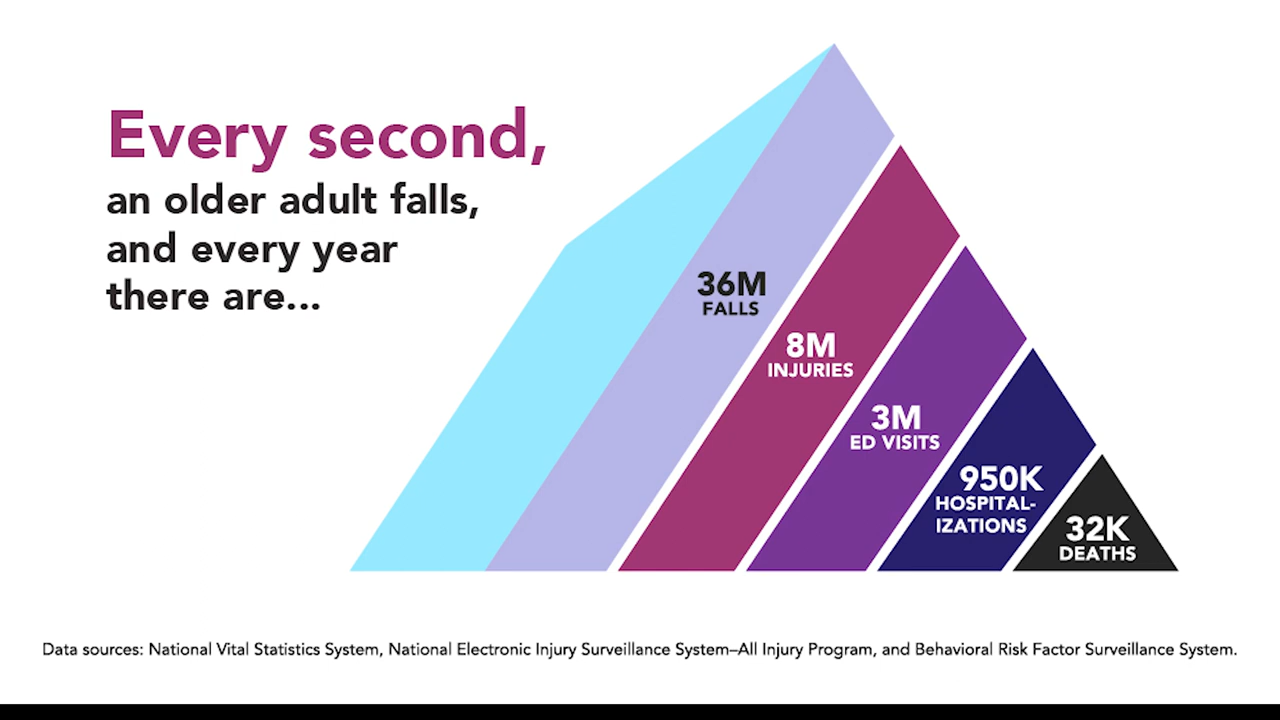 Every second,
an older adult falls,
and every year
there are...
36M
FALLS
8M
INJURIES
3M
ED VISITS
950K
HOSPITAL-
IZATIONS
32K
DEATHS
Data sources: National Vital Statistics System, National Electronic Injury Surveillance System–All Injury Program, and Behavioral Risk Factor Surveillance System.